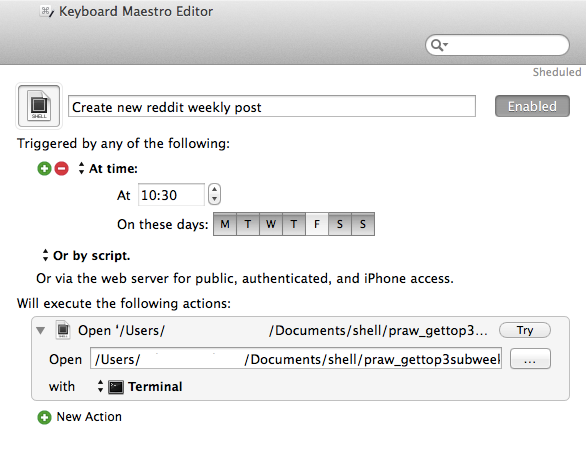 Keyboard Maestro Editor
Sheduled
SHELL
Create new reddit weekly post
Enabled
Triggered by any of the following:
At time:
At 10:30
On these days: M T W T F S S
Or by script.
Or via the web server for public, authenticated, and iPhone access.
Will execute the following actions:
Open '/Users/ /Documents/shell/praw_gettop3... Try
Open /Users/ /Documents/shell/praw_gettop3subweek ...
with Terminal
New Action